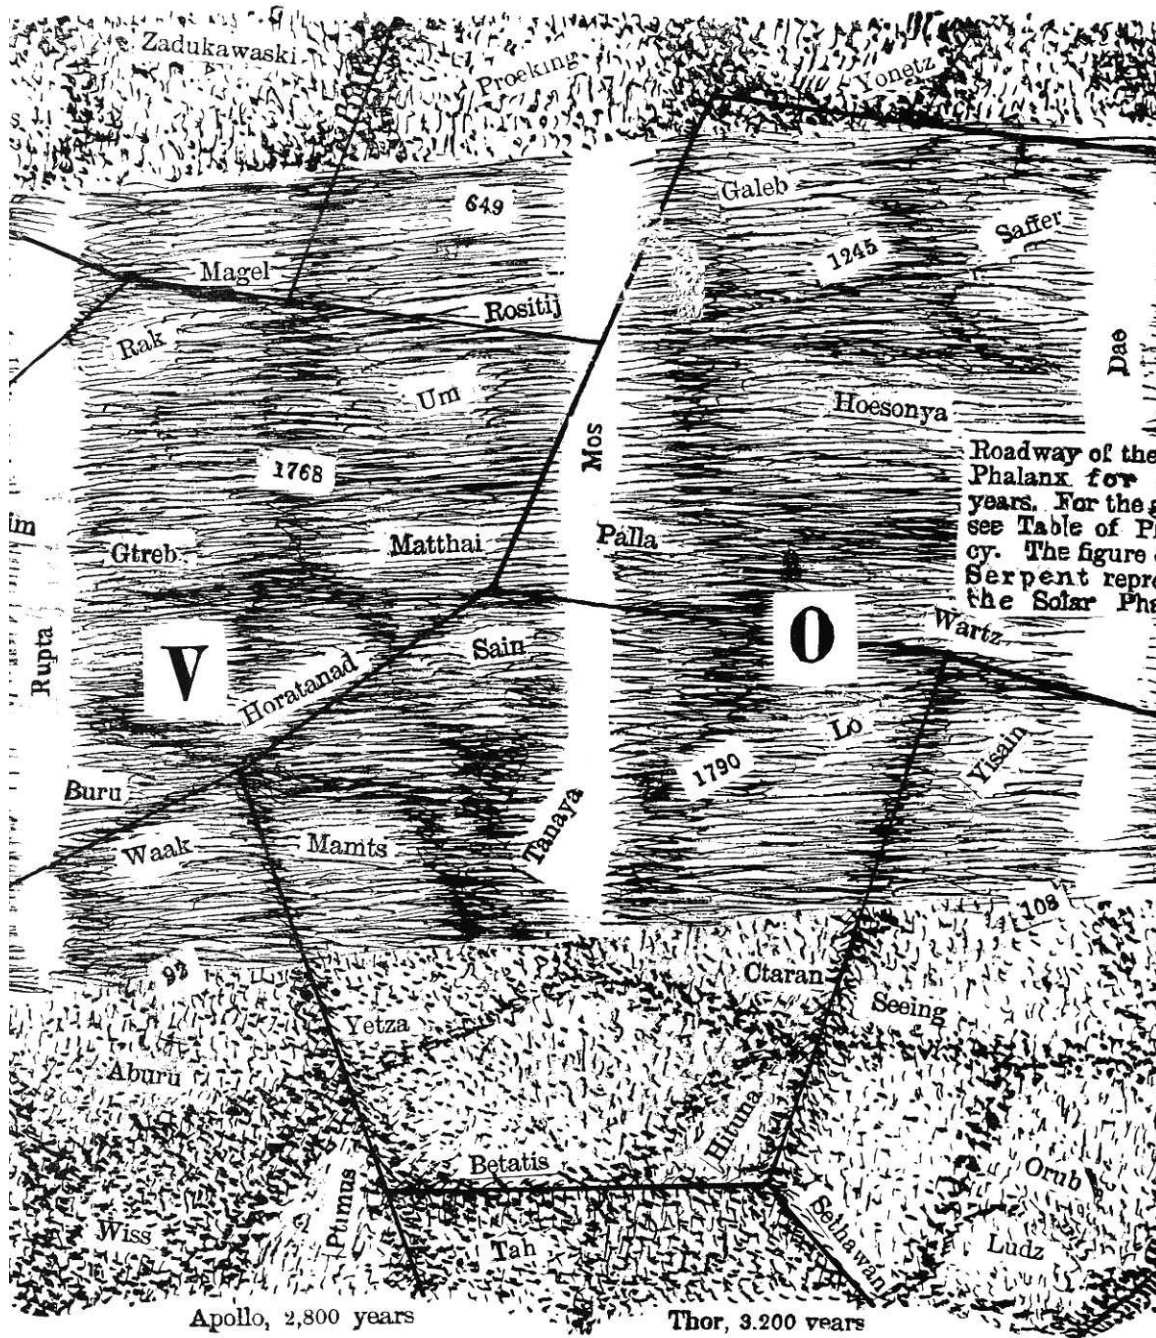 Zadukawaski
Proeking
Yonetz
Galeb
649
Saffer
1245
Magel
Rositij
Rak
Dae
Um
Hoesonya
Mos
Roadway of the
Phalanx for
years. For the
see Table of
cy. The figure
Serpent
the Solar
1768
Palla
Matthai
Gtreb
Wartz
V
O
Sain
Rupta
Horatanad
Lo
Yisain
1790
Buru
Tanaya
Waak
Mamts
108
92
Ctaran
Seeing
Yetza
Aburu
Hituna
Betatis
Orub
Pumus
Sethawan
Wiss
Tah
Ludz
Apollo, 2,800 years
Thor, 3.200 years